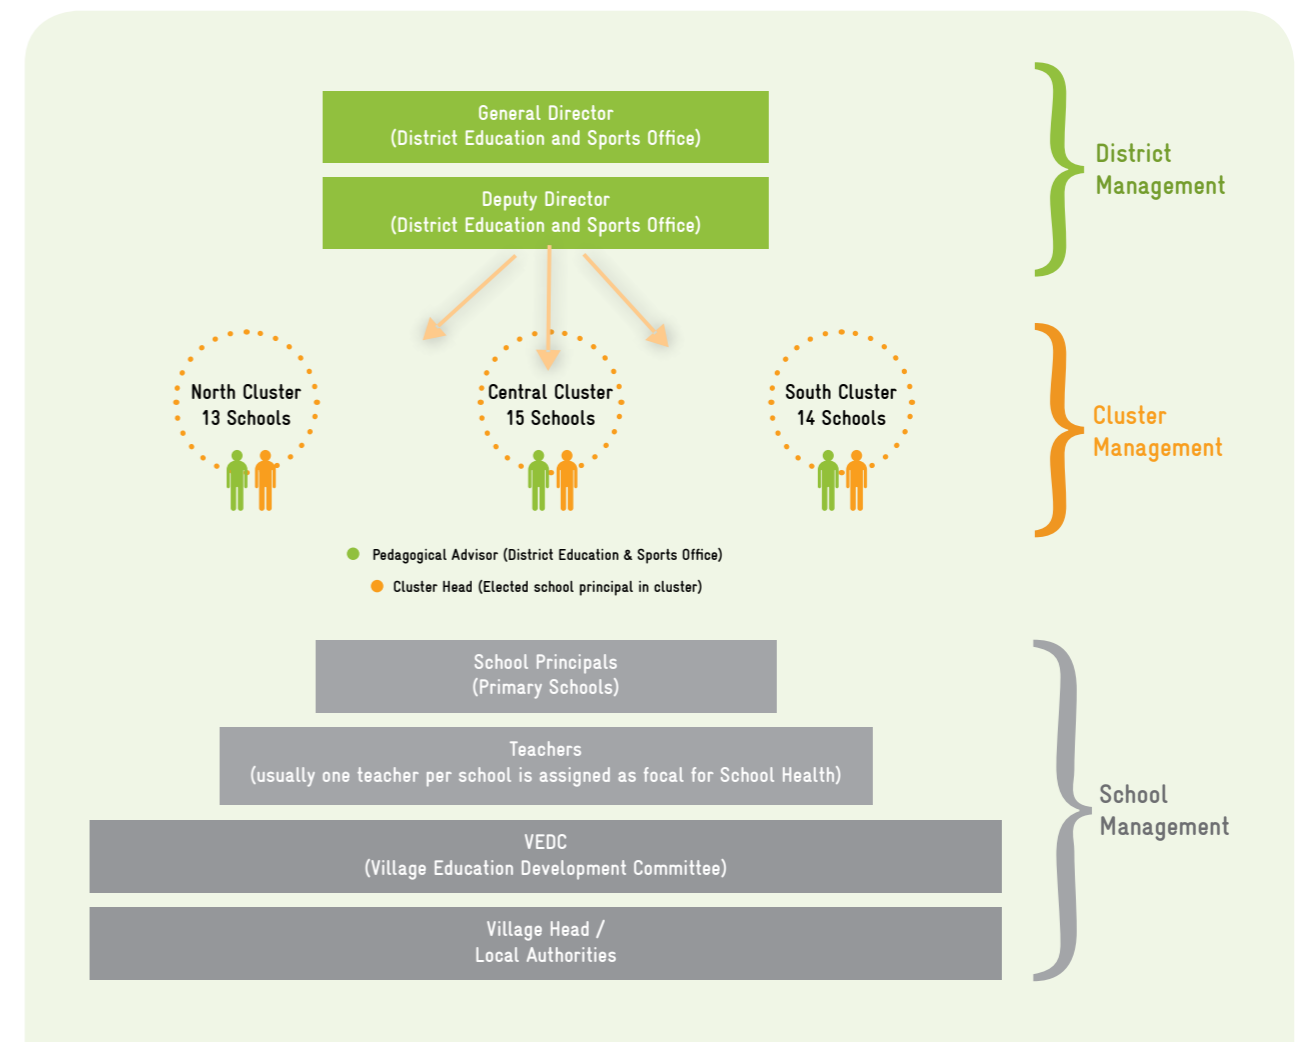 General Director
(District Education and Sports Office)
District
Management
Deputy Director
(District Education and Sports Office)
North Cluster
13 Schools
Central Cluster
15 Schools
South Cluster
14 Schools
Cluster
Management
Pedagogical Advisor (District Education & Sports Office)
Cluster Head (Elected school principal in cluster)
School Principals
(Primary Schools)
Teachers
(usually one teacher per school is assigned as focal for School Health)
School
Management
VEDC
(Village Education Development Committee)
Village Head /
Local Authorities